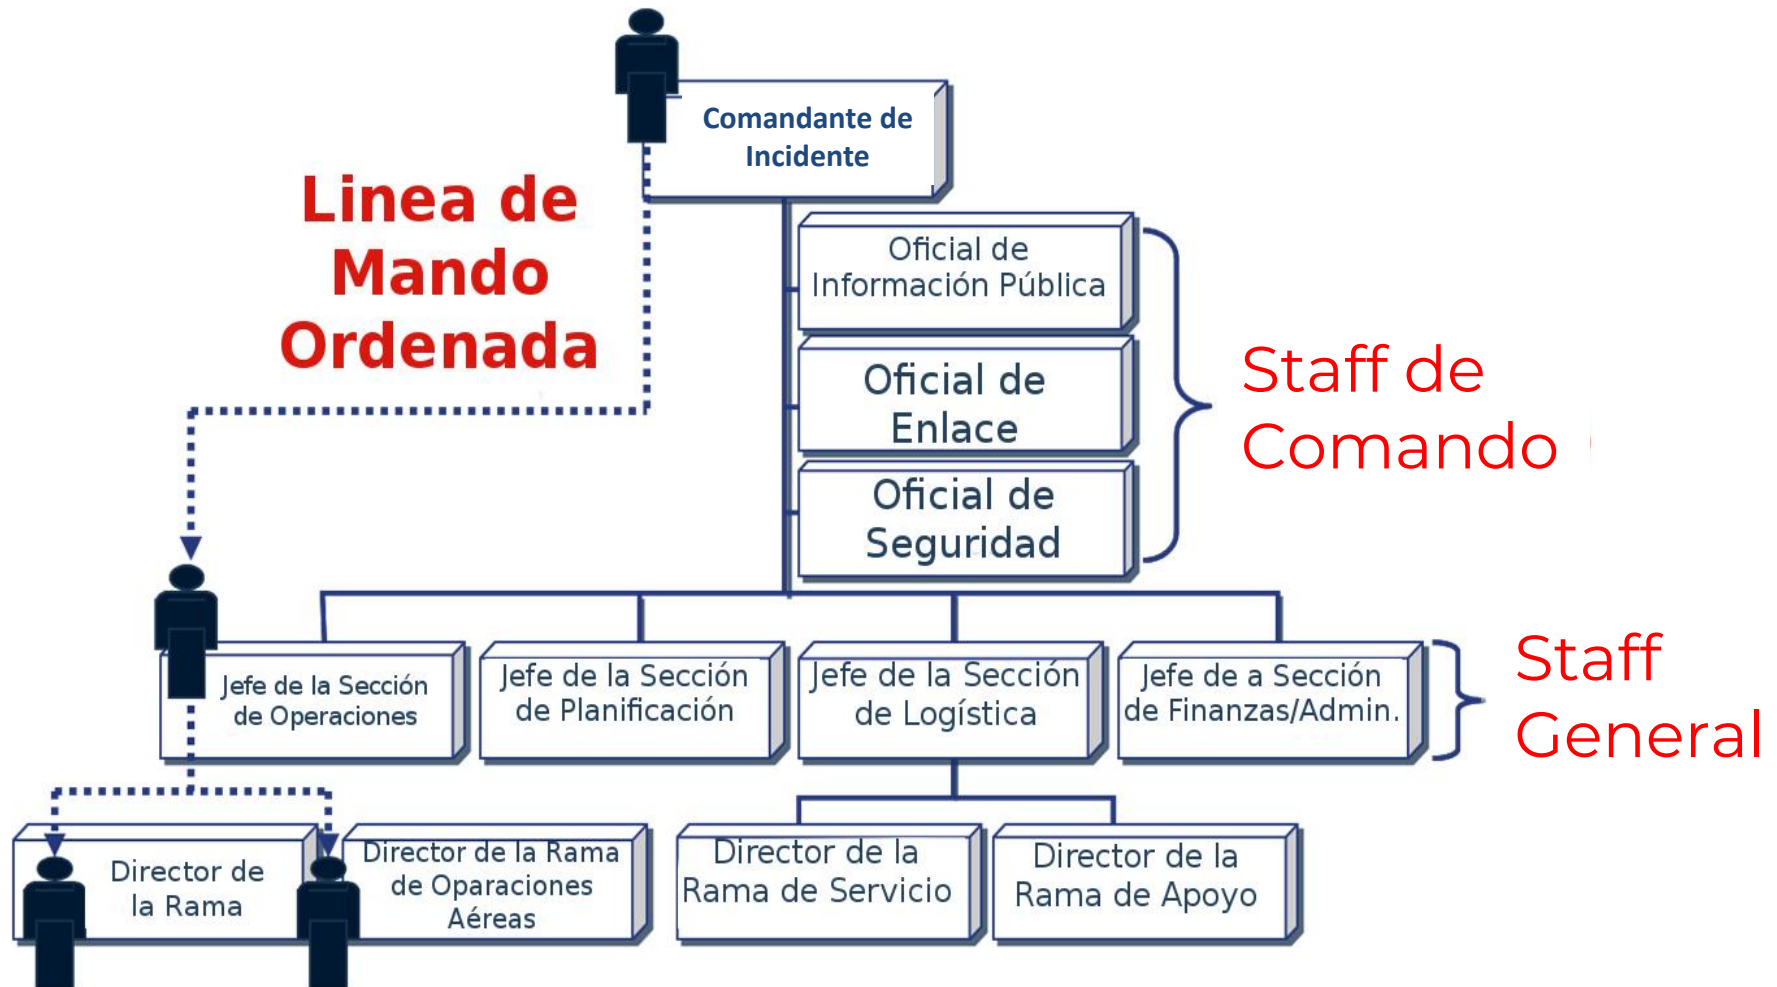 Comandante de
Incidente
Linea de
Mando
Ordenada
Oficial de
Información Pública
Oficial de
Enlace
Oficial de
Seguridad
Staff de
Comando
Jefe de la Sección
de Operaciones
Jefe de la Sección
de Planificación
Jefe de la Sección
de Logística
Jefe de a Sección
de Finanzas/Admin.
Staff
General
Director de
la Rama
Director de la Rama
de Oparaciones
Aéreas
Director de la
Rama de Servicio
Director de la
Rama de Apoyo